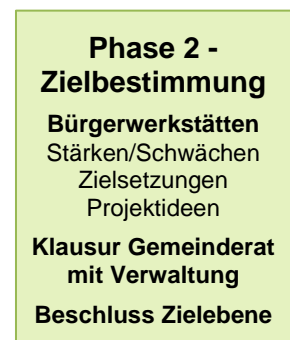 Phase 2 -
Zielbestimmung
Bürgerwerkstätten
Stärken/Schwächen
Zielsetzungen
Projektideen
Klausur Gemeinderat
mit Verwaltung
Beschluss Zielebene